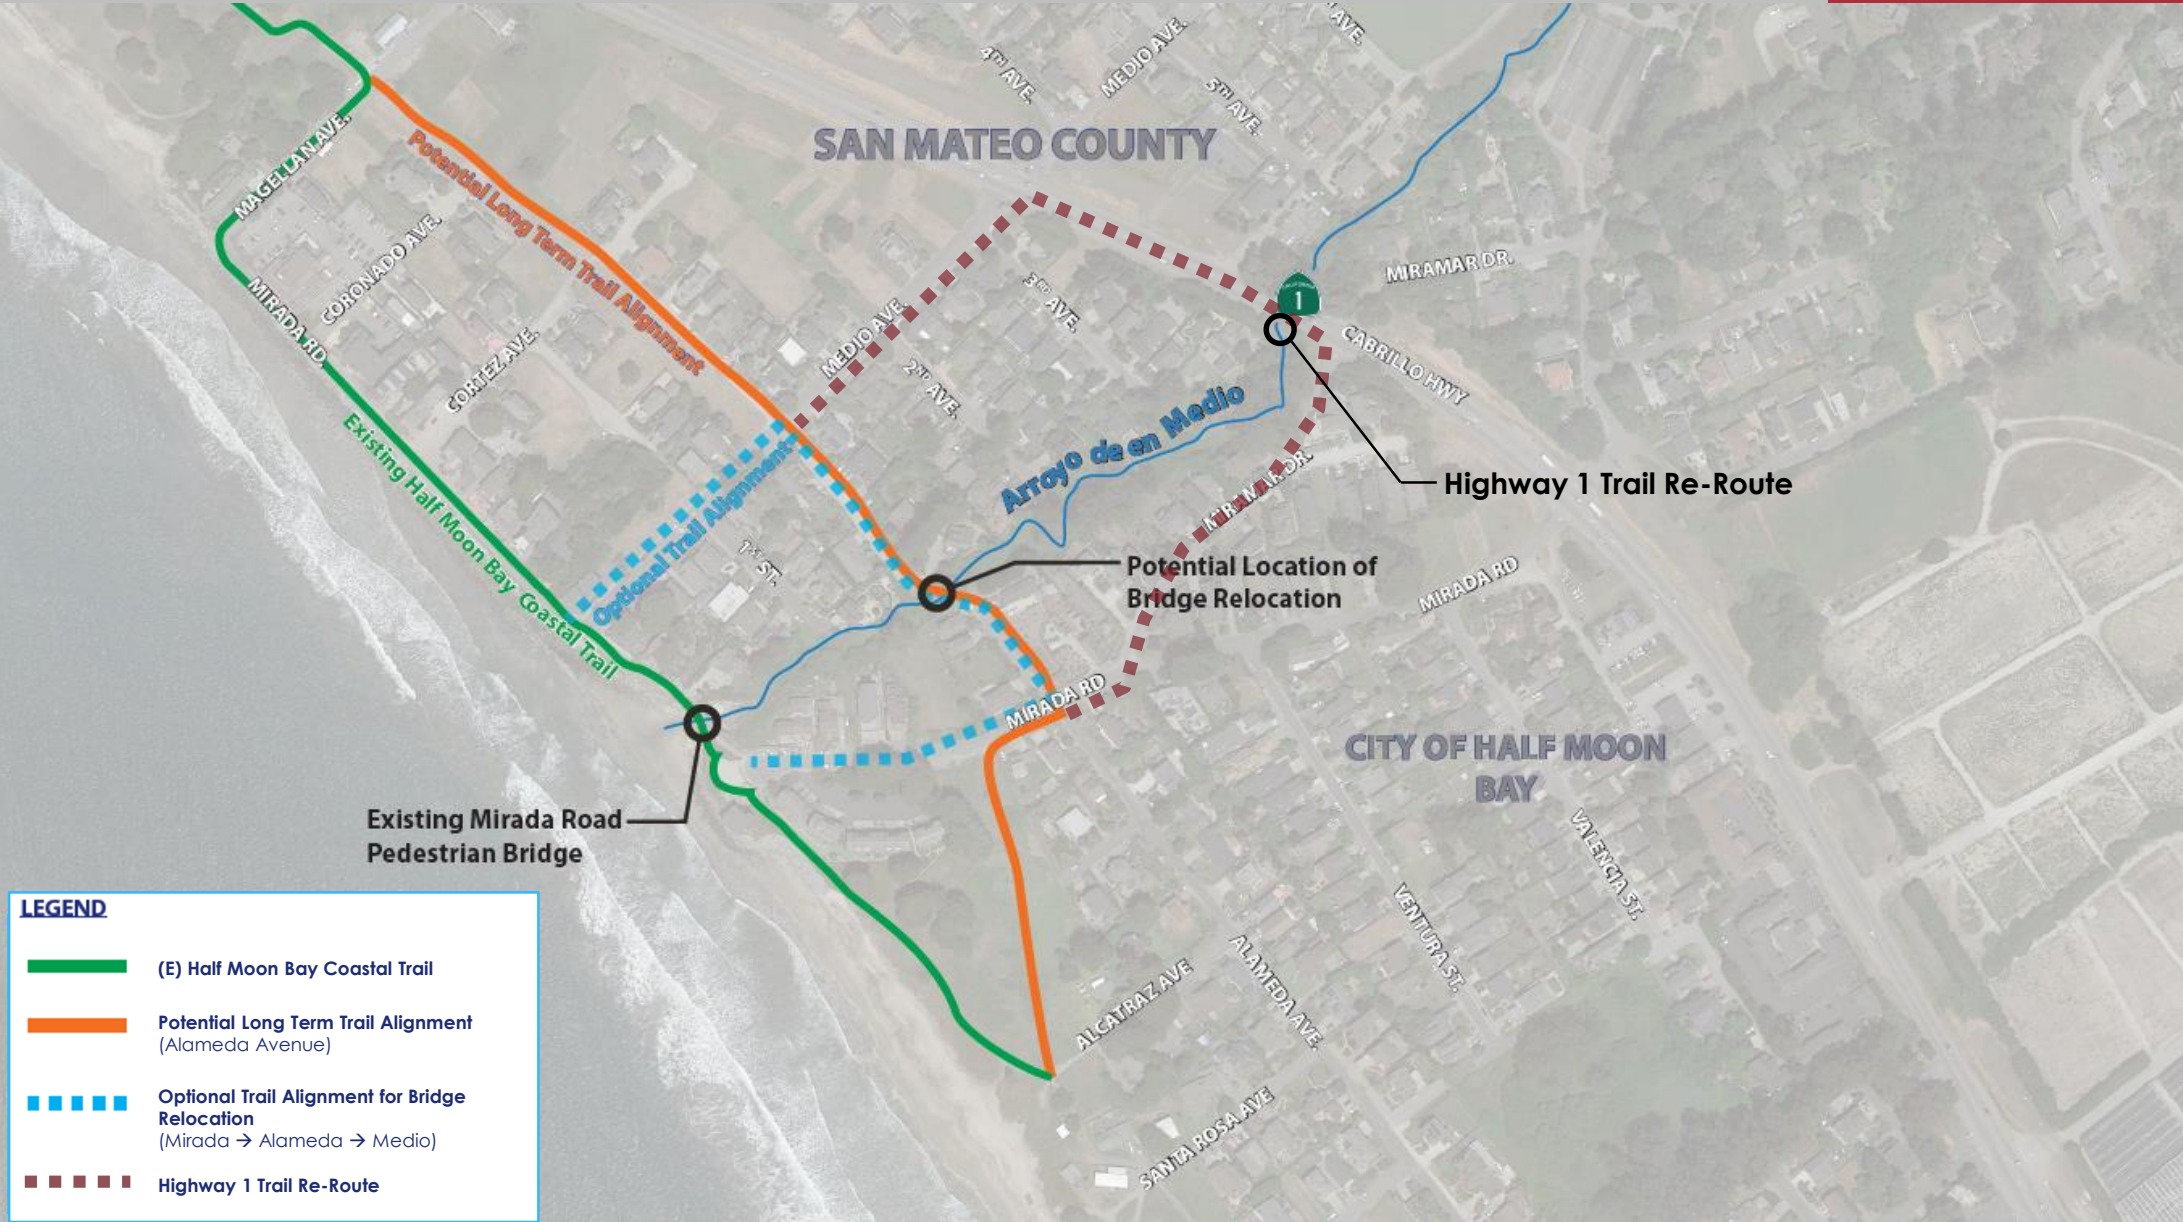 4TH AVE.
MEDIO AVE.
5TH AVE.
AVE.
SAN MATEO COUNTY
MAGELLAN AVE.
Potential Long Term Trail Alignment
CORONADO AVE.
MIRADA RD.
CORTEZ AVE.
MEDIO AVE.
3RD AVE.
2ND AVE.
CALIFORNIA
1
MIRAMAR DR.
CABRILLO HWY
Arroyo de en Medio
Existing Half Moon Bay Coastal Trail
Optional Trail Alignment
1ST ST.
MIRAMAR DR.
Highway 1 Trail Re-Route
Potential Location of
Bridge Relocation
MIRADA RD
MIRADA RD
CITY OF HALF MOON
BAY
Existing Mirada Road
Pedestrian Bridge
VALENCIA ST.
VENTURA ST.
ALAMEDA AVE.
ALCATRAZ AVE
SANTA ROSA AVE
LEGEND
(E) Half Moon Bay Coastal Trail
Potential Long Term Trail Alignment
(Alameda Avenue)
Optional Trail Alignment for Bridge
Relocation
(Mirada → Alameda → Medio)
Highway 1 Trail Re-Route